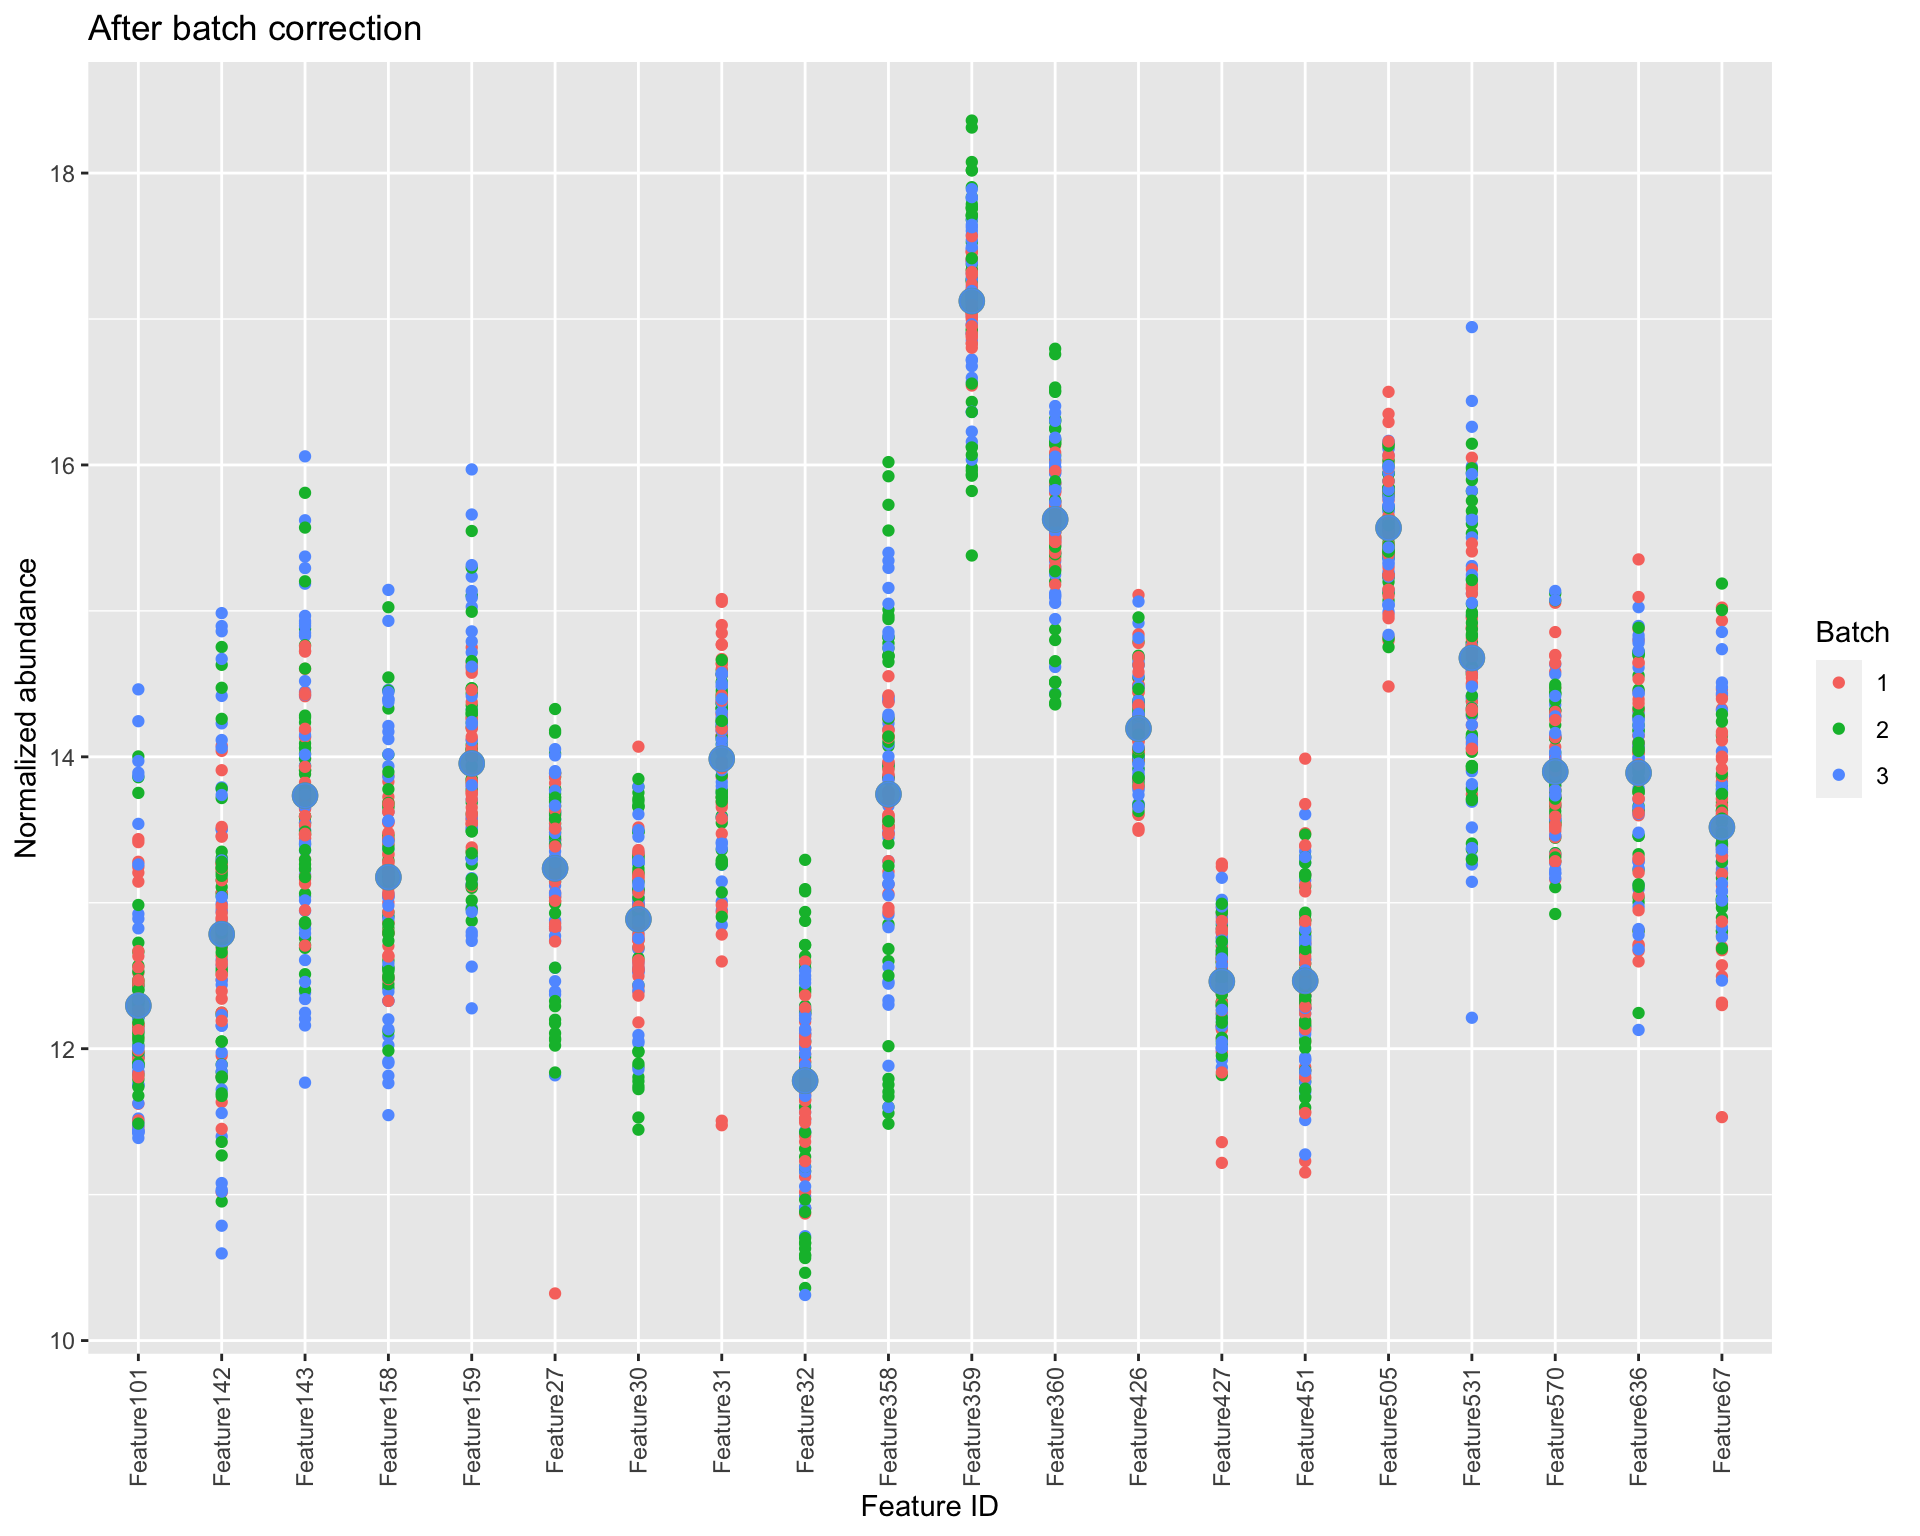 After batch correction
Normalized abundance
18
16
14
12
10
Feature101
Feature142
Feature143
Feature158
Feature159
Feature27
Feature30
Feature31
Feature32
Feature358
Feature359
Feature360
Feature426
Feature427
Feature451
Feature505
Feature531
Feature570
Feature636
Feature667
Feature ID
Batch
1
2
3